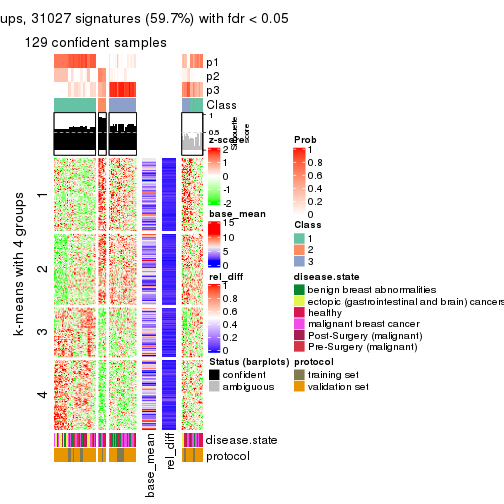 ups, 31027 signatures (59.7%) with fdr < 0.05
129 confident samples
p1
p2
p3
Class
1
0.5
0
Silhouette
score
k-means with 4 groups
1
2
3
4
base_mean
rel_diff
disease.state
protocol
z-score
2
1
0
-1
-2
base_mean
15
10
5
0
rel_diff
1
0.8
0.6
0.4
0.2
0
Status (barplots)
confident
ambiguous
Prob
1
0.8
0.6
0.4
0.2
0
Class
1
2
3
disease.state
benign breast abnormalities
ectopic (gastrointestinal and brain) cancers
healthy
malignant breast cancer
Post-Surgery (malignant)
Pre-Surgery (malignant)
protocol
training set
validation set